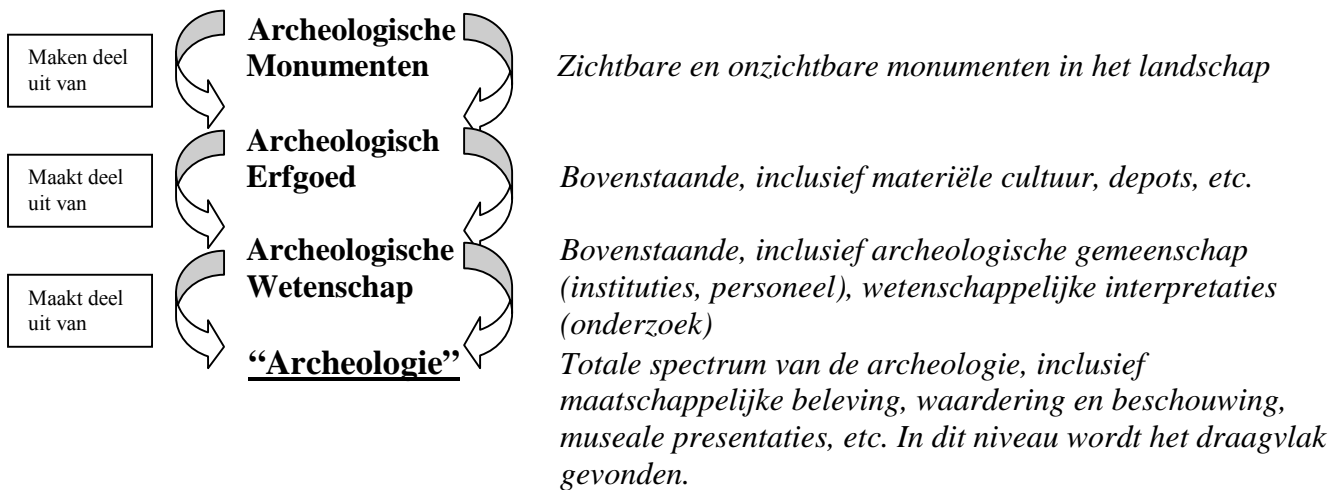 Maken deel
uit van
Archeologische
Monumenten
Zichtbare en onzichtbare monumenten in het landschap
Maakt deel
uit van
Archeologisch
Erfgoed
Bovenstaande, inclusief materiële cultuur, depots, etc.
Maakt deel
uit van
Archeologische
Wetenschap
Bovenstaande, inclusief archeologische gemeenschap
(instituties, personeel), wetenschappelijke interpretaties
(onderzoek)
“Archeologie”
Totale spectrum van de archeologie, inclusief
maatschappelijke beleving, waardering en beschouwing,
museale presentaties, etc. In dit niveau wordt het draagvlak
gevonden.